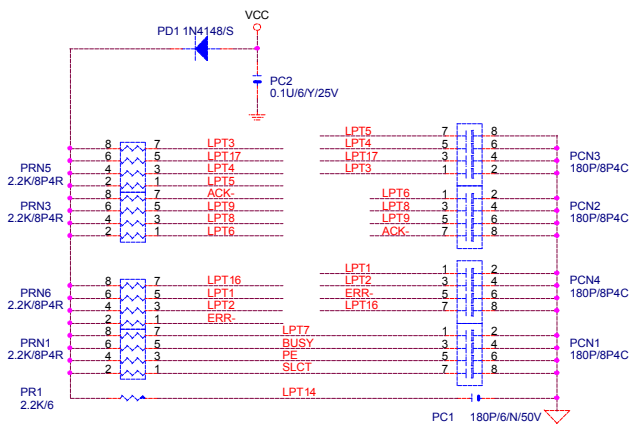 VCC
PD1 1N4148/S
PC2
0.1U/6/Y/25V
8 7 LPT3
6 5 LPT17
4 3 LPT4
2 1 LPT5
PRN5
2.2K/8P4R
8 7 ACK-
6 5 LPT9
4 3 LPT8
2 1 LPT6
PRN3
2.2K/8P4R
LPT5 7 8
LPT4 5 6
LPT17 3 4
LPT3 1 2
PCN3
180P/8P4C
LPT6 1 2
LPT8 3 4
LPT9 5 6
ACK- 7 8
PCN2
180P/8P4C
8 7 LPT16
6 5 LPT1
4 3 LPT2
2 1 ERR-
PRN6
2.2K/8P4R
LPT1 1 2
LPT2 3 4
ERR- 5 6
LPT16 7 8
PCN4
180P/8P4C
8 7 LPT7 1 2
6 5 BUSY 3 4
4 3 PE 5 6
2 1 SLCT 7 8
PRN1
2.2K/8P4R
PCN1
180P/8P4C
PR1
2.2K/6
LPT14
PC1 180P/6/N/50V